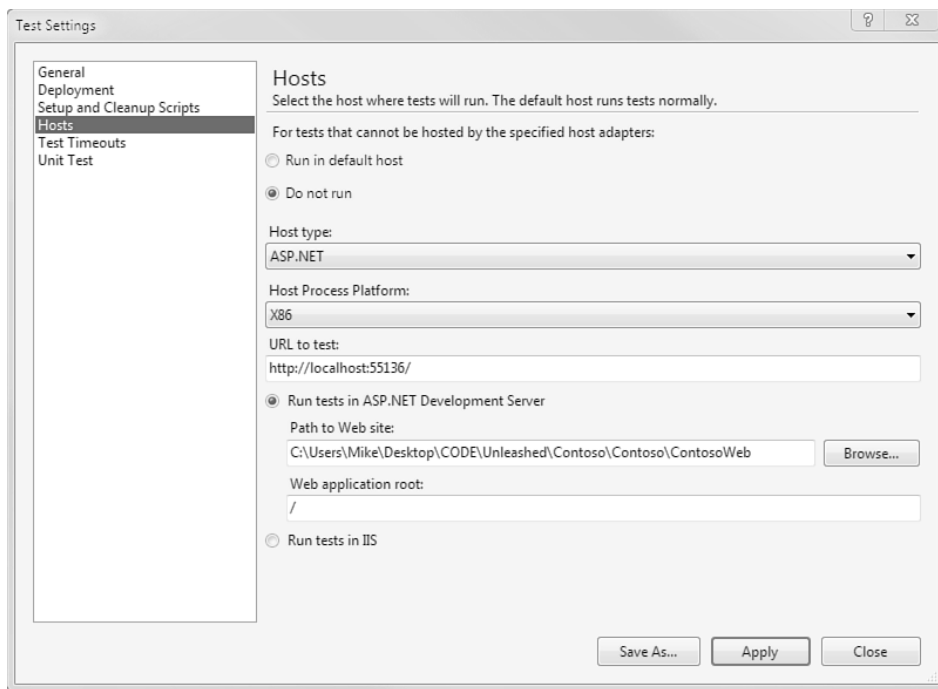 Test Settings
General
Deployment
Setup and Cleanup Scripts
Hosts
Test Timeouts
Unit Test
Hosts
Select the host where tests will run. The default host runs tests normally.
For tests that cannot be hosted by the specified host adapters:
Run in default host
Do not run
Host type:
ASP.NET
Host Process Platform:
X86
URL to test:
http://localhost:55136/
Run tests in ASP.NET Development Server
Path to Web site:
C:\Users\Mike\Desktop\CODE\Unleashed\Contoso\Contoso\ContosoWeb
Browse...
Web application root:
/
Run tests in IIS
Save As...
Apply
Close